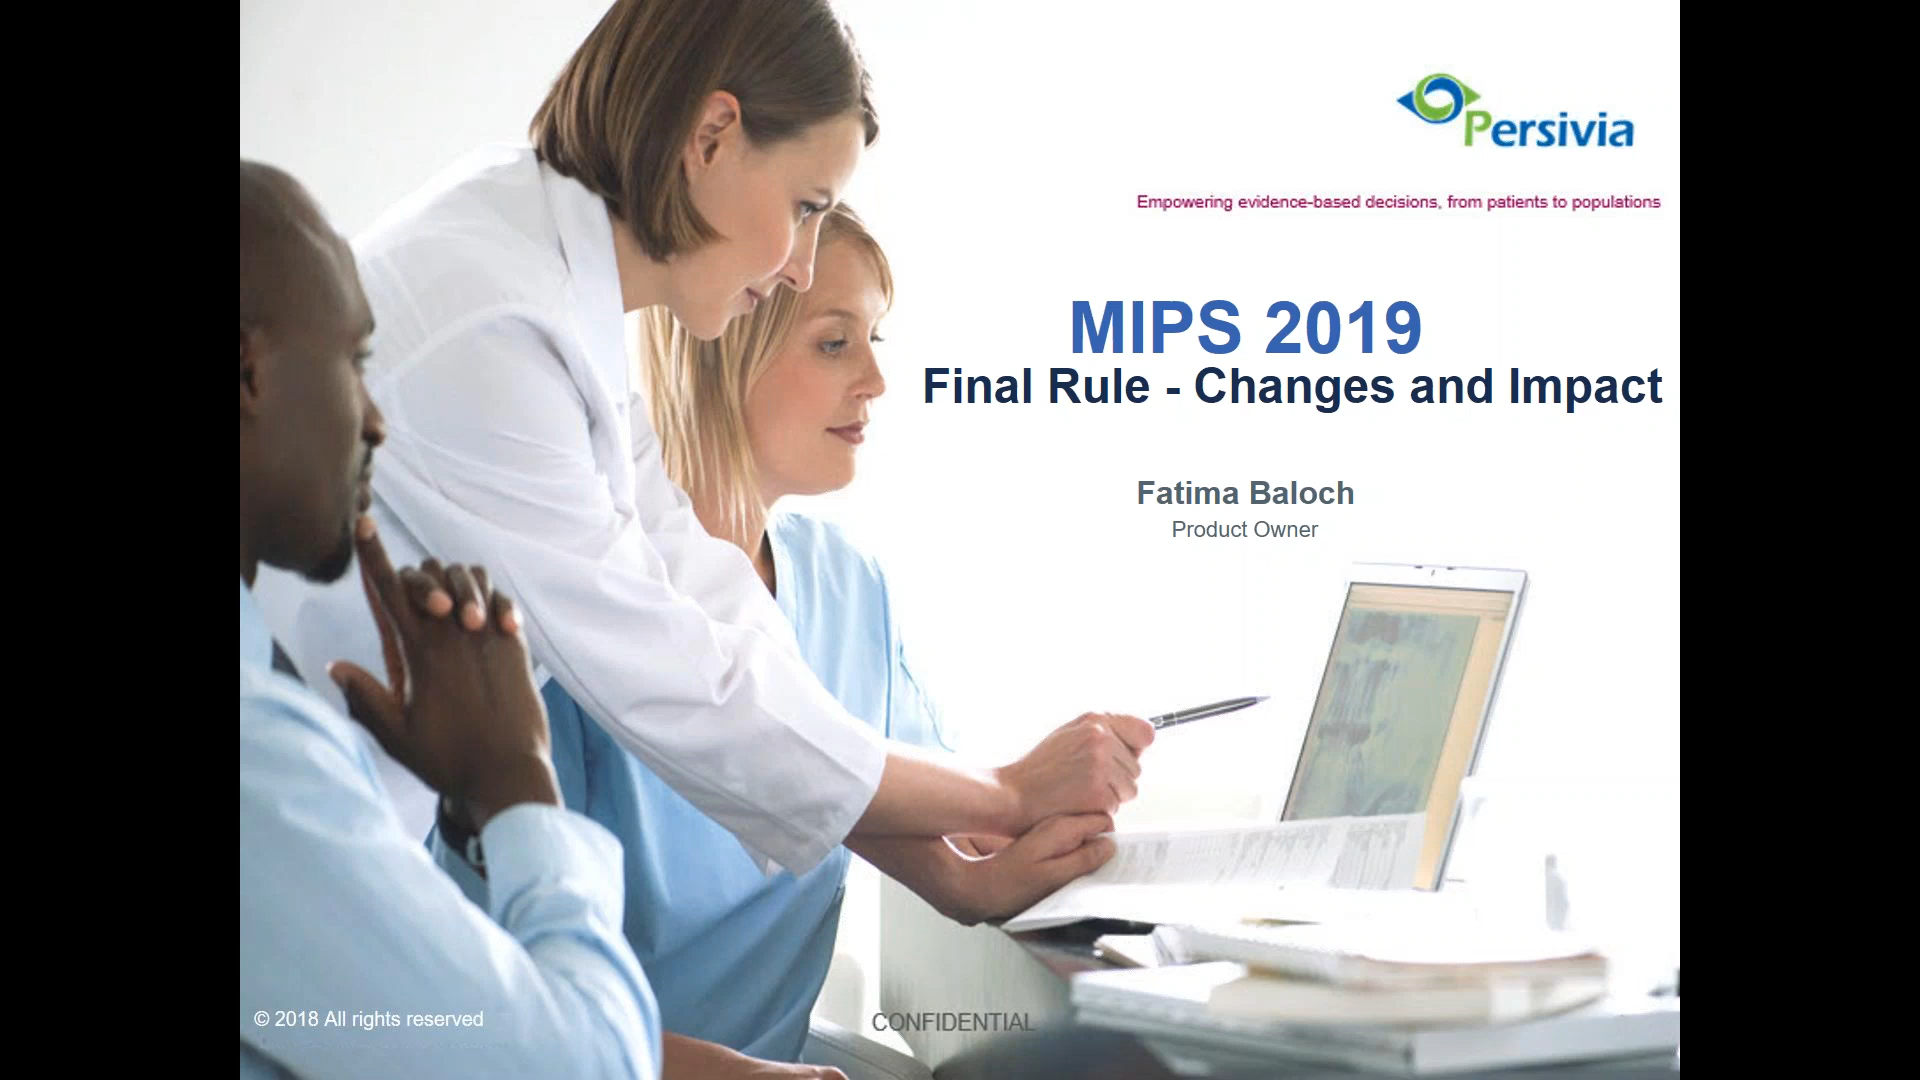 Persivia
Empowering evidence-based decisions, from patients to populations
MIPS 2019
Final Rule - Changes and Impact
Fatima Baloch
Product Owner
© 2018 All rights reserved
CONFIDENTIAL